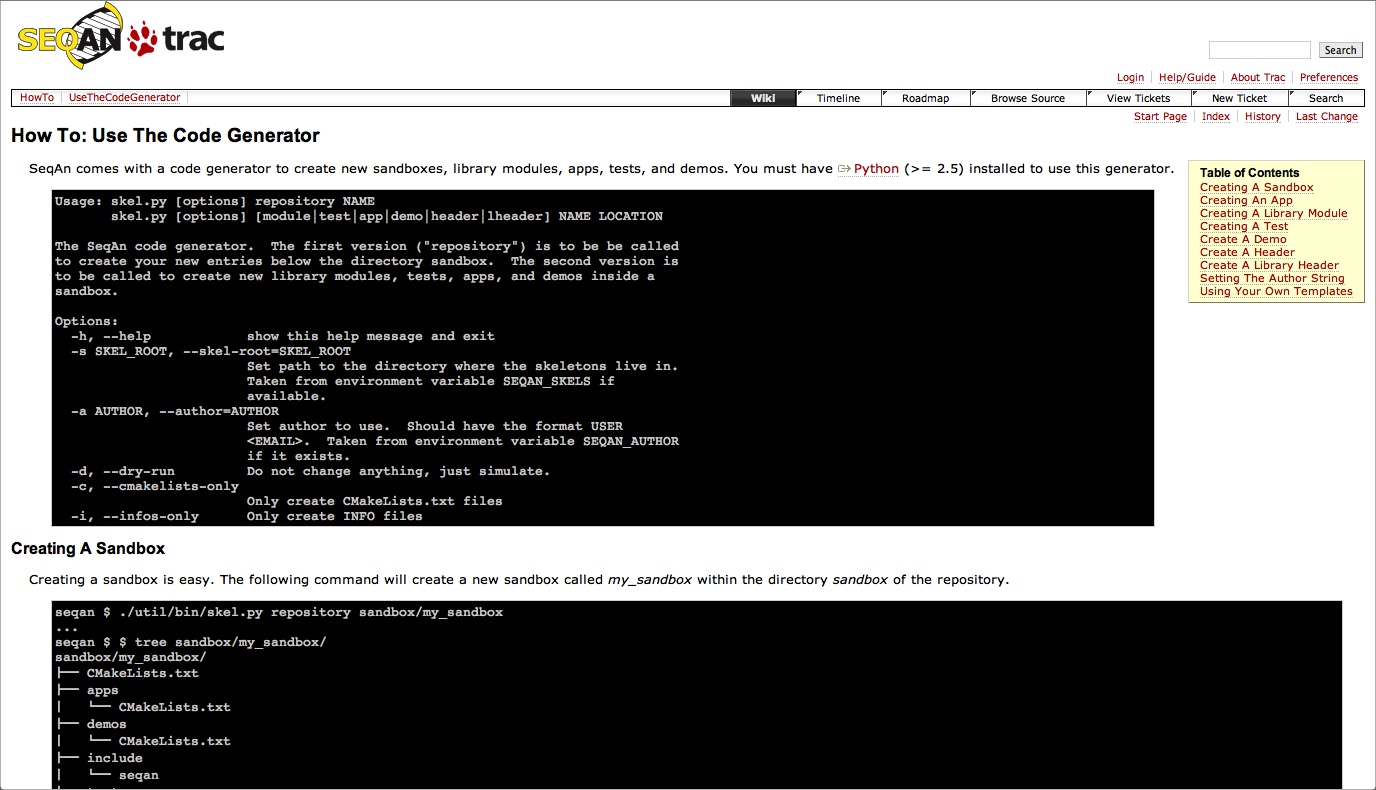 SEQAN trac
Search
Login Help/Guide About Trac Preferences
HowTo UseTheCodeGenerator Wiki Timeline Roadmap Browse Source View Tickets New Ticket Search
Start Page Index History Last Change
How To: Use The Code Generator
SeqAn comes with a code generator to create new sandboxes, library modules, apps, tests, and demos. You must have Python (>= 2.5) installed to use this generator.
Table of Contents
Creating A Sandbox
Creating An App
Creating A Library Module
Creating A Test
Create A Demo
Create A Header
Create A Library Header
Setting The Author String
Using Your Own Templates
Usage: skel.py [options] repository NAME
       skel.py [options] [module|test|app|demo|header|lheader] NAME LOCATION
The SeqAn code generator.  The first version ("repository") is to be be called
to create your new entries below the directory sandbox.  The second version is
to be called to create new library modules, tests, apps, and demos inside a
sandbox.
Options:
  -h, --help            show this help message and exit
  -s SKEL_ROOT, --skel-root=SKEL_ROOT
                        Set path to the directory where the skeletons live in.
                        Taken from environment variable SEQAN_SKELS if
                        available.
  -a AUTHOR, --author=AUTHOR
                        Set author to use.  Should have the format USER
                        <EMAIL>.  Taken from environment variable SEQAN_AUTHOR
                        if it exists.
  -d, --dry-run         Do not change anything, just simulate.
  -c, --cmakelists-only
                        Only create CMakeLists.txt files
  -i, --infos-only      Only create INFO files
Creating A Sandbox
Creating a sandbox is easy. The following command will create a new sandbox called my_sandbox within the directory sandbox of the repository.
seqan $ ./util/bin/skel.py repository sandbox/my_sandbox
...
seqan $ $ tree sandbox/my_sandbox/
sandbox/my_sandbox/
├── CMakeLists.txt
├── apps
│   └── CMakeLists.txt
├── demos
│   └── CMakeLists.txt
├── include
│   └── seqan